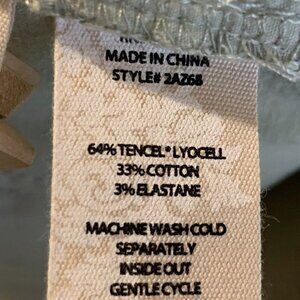 MADE IN CHINA
STYLE# 2AZ6B
64% TENCEL® LYOCELL
33% COTTON
3% ELASTANE
MACHINE WASH COLD
SEPARATELY
INSIDE OUT
GENTLE CYCLE